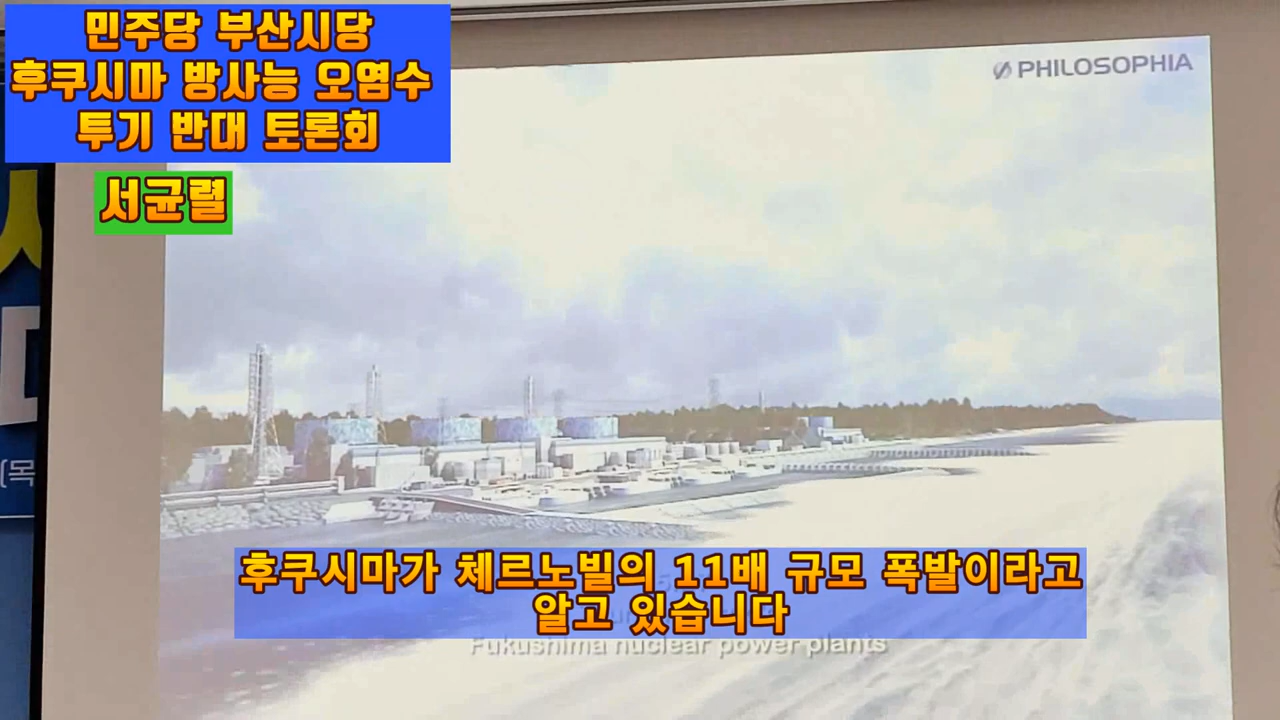 민주당 부산시당
후쿠시마 방사능 오염수
투기 반대 토론회
서균렬
PHILOSOPHIA
후쿠시마가 체르노빌의 11배 규모 폭발이라고
알고 있습니다
Fukushima nuclear power plants